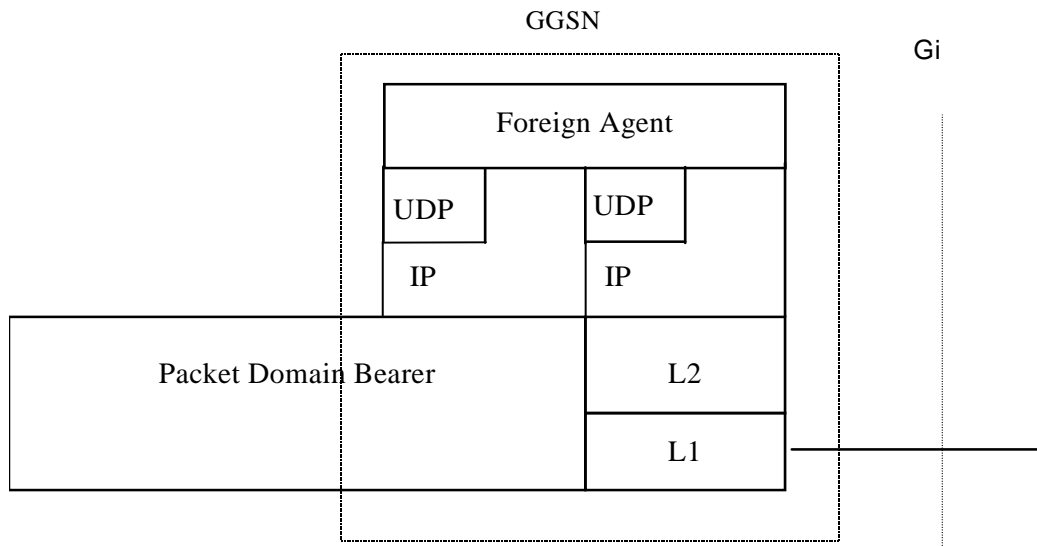 GGSN
Gi
Foreign Agent
UDP
UDP
IP
IP
Packet Domain Bearer
L2
L1